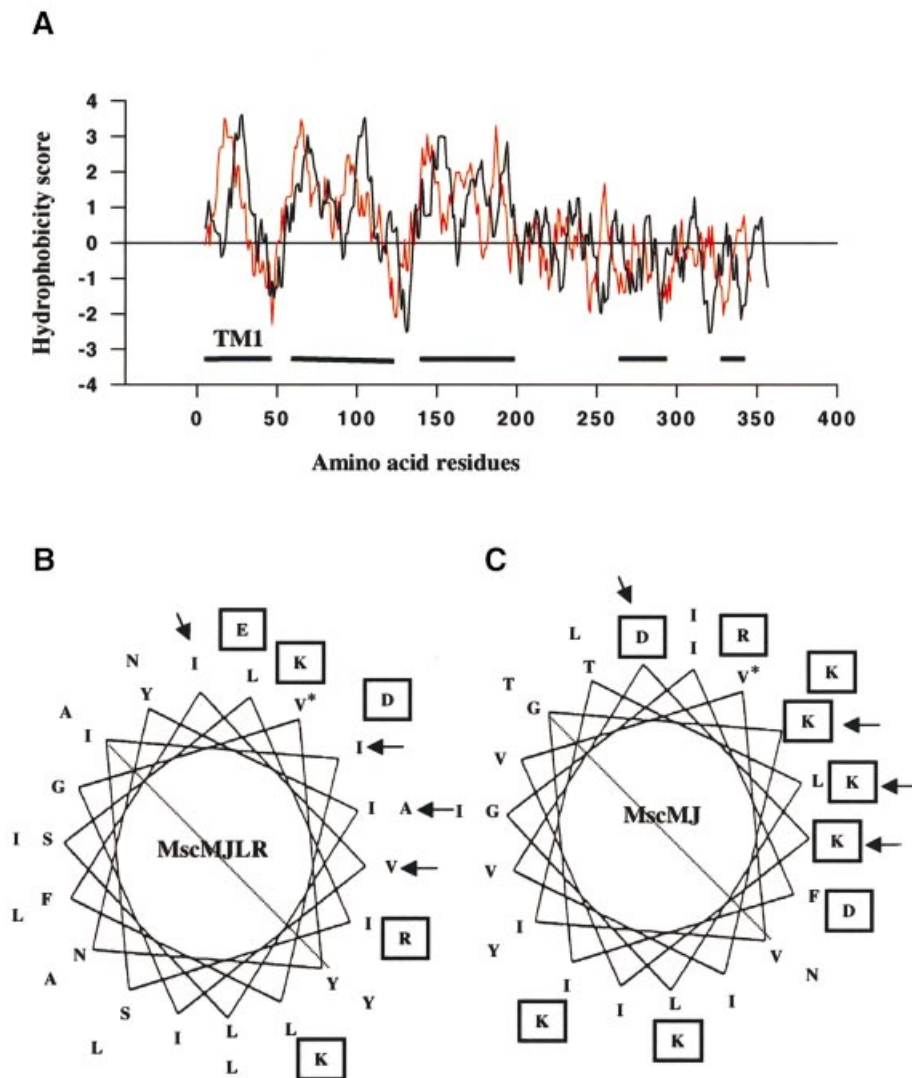 A
4
3
2
1
0
-1
-2
-3
-4
Hydrophobicity score
TM1
0 50 100 150 200 250 300 350 400
Amino acid residues
B
E
N I K
Y L V*
A D
I I
G I A
I S MscMJLR V
F
L I R
N
A Y Y
S I L L
L L K
C
I
L D R
T I V* K
T G K
V L K
I G MscMJ K
V F D
I V
Y N
I I L I
K K